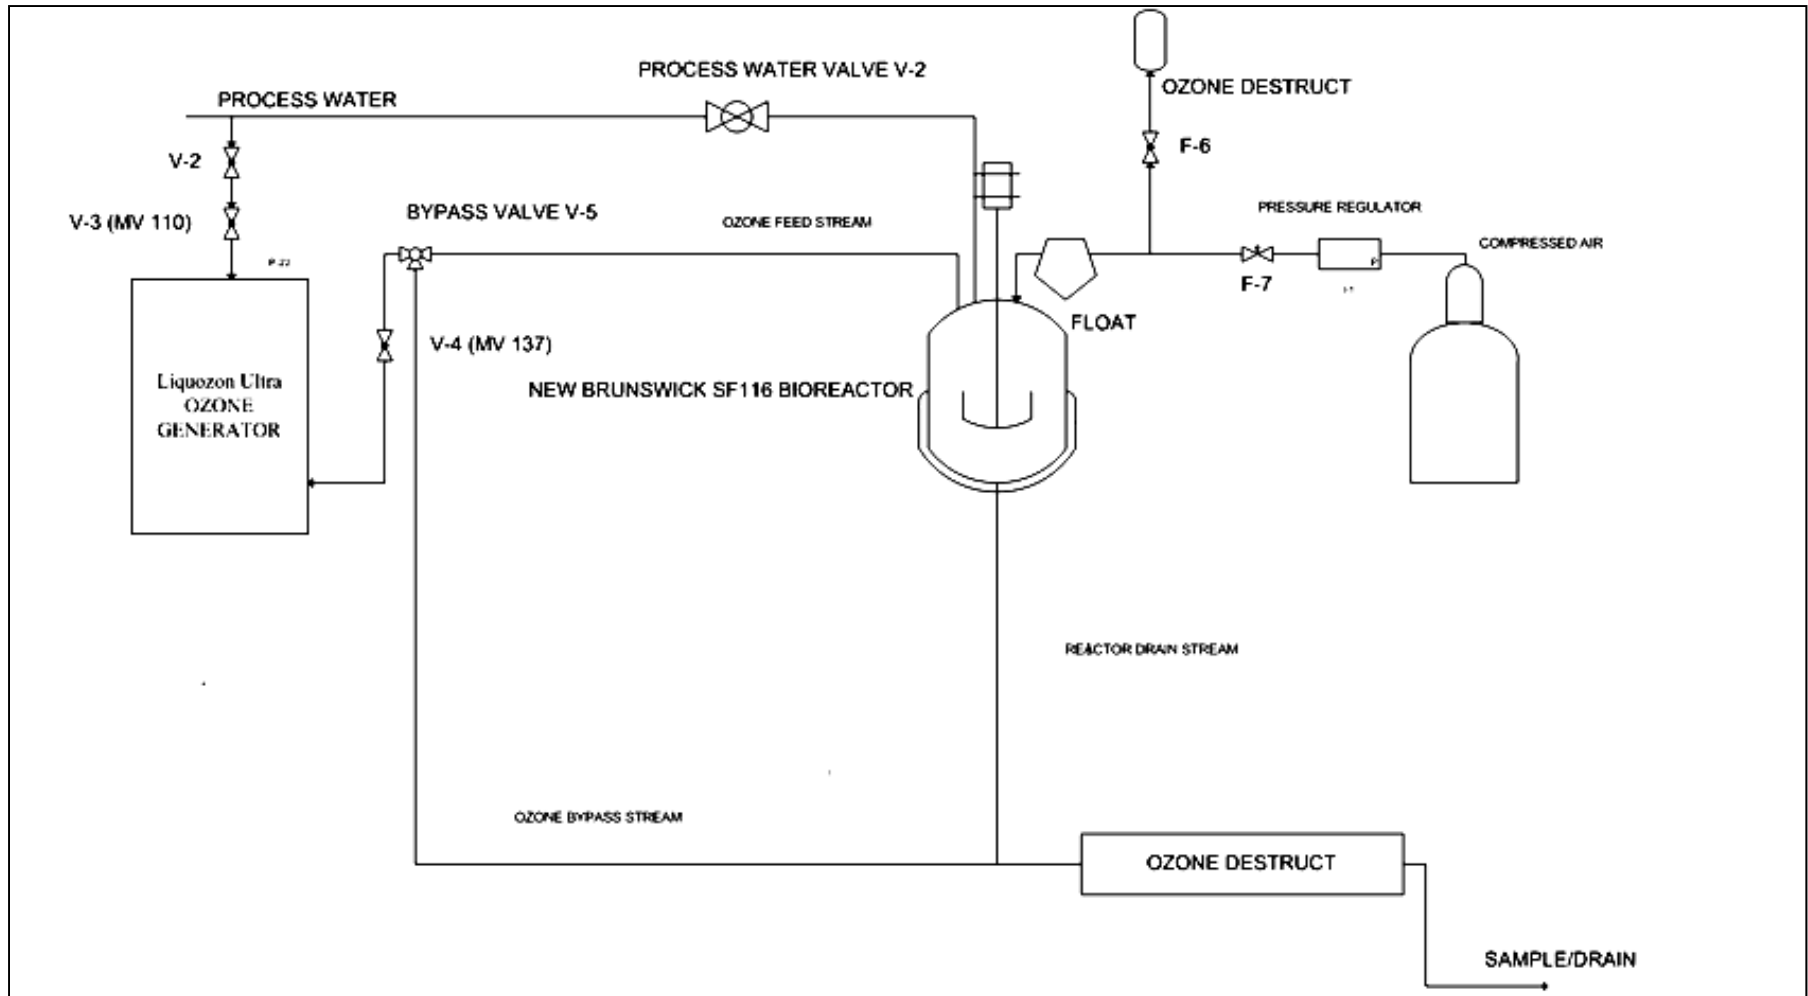 PROCESS WATER VALVE V-2
OZONE DESTRUCT
PROCESS WATER
V-2
F-6
V-3 (MV 110)
BYPASS VALVE V-5
OZONE FEED STREAM
PRESSURE REGULATOR
COMPRESSED AIR
P
F-7
FLOAT
V-4 (MV 137)
Liquozon Ultra
OZONE
GENERATOR
NEW BRUNSWICK SF116 BIOREACTOR
REACTOR DRAIN STREAM
OZONE BYPASS STREAM
OZONE DESTRUCT
SAMPLE/DRAIN